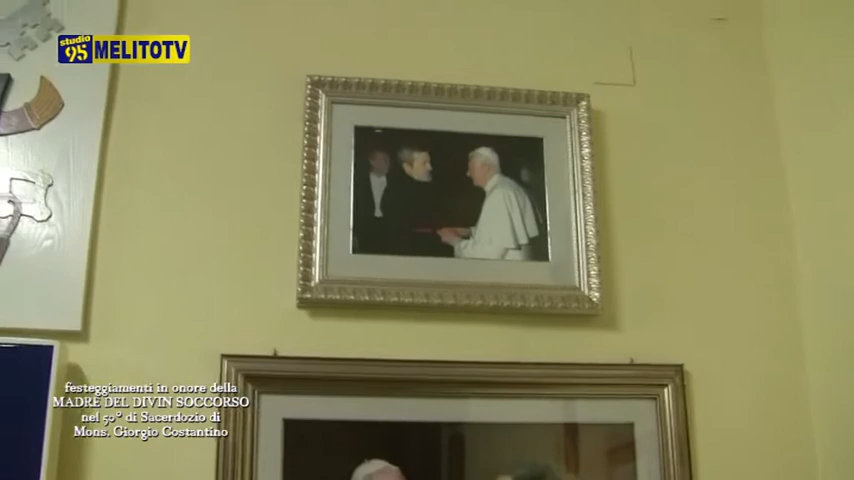 studio
95 MELITOTV
festeggiamenti in onore della
MADRE DEL DIVIN SOCCORSO
nel 50° di Sacerdozio di
Mons. Giorgio Costantino